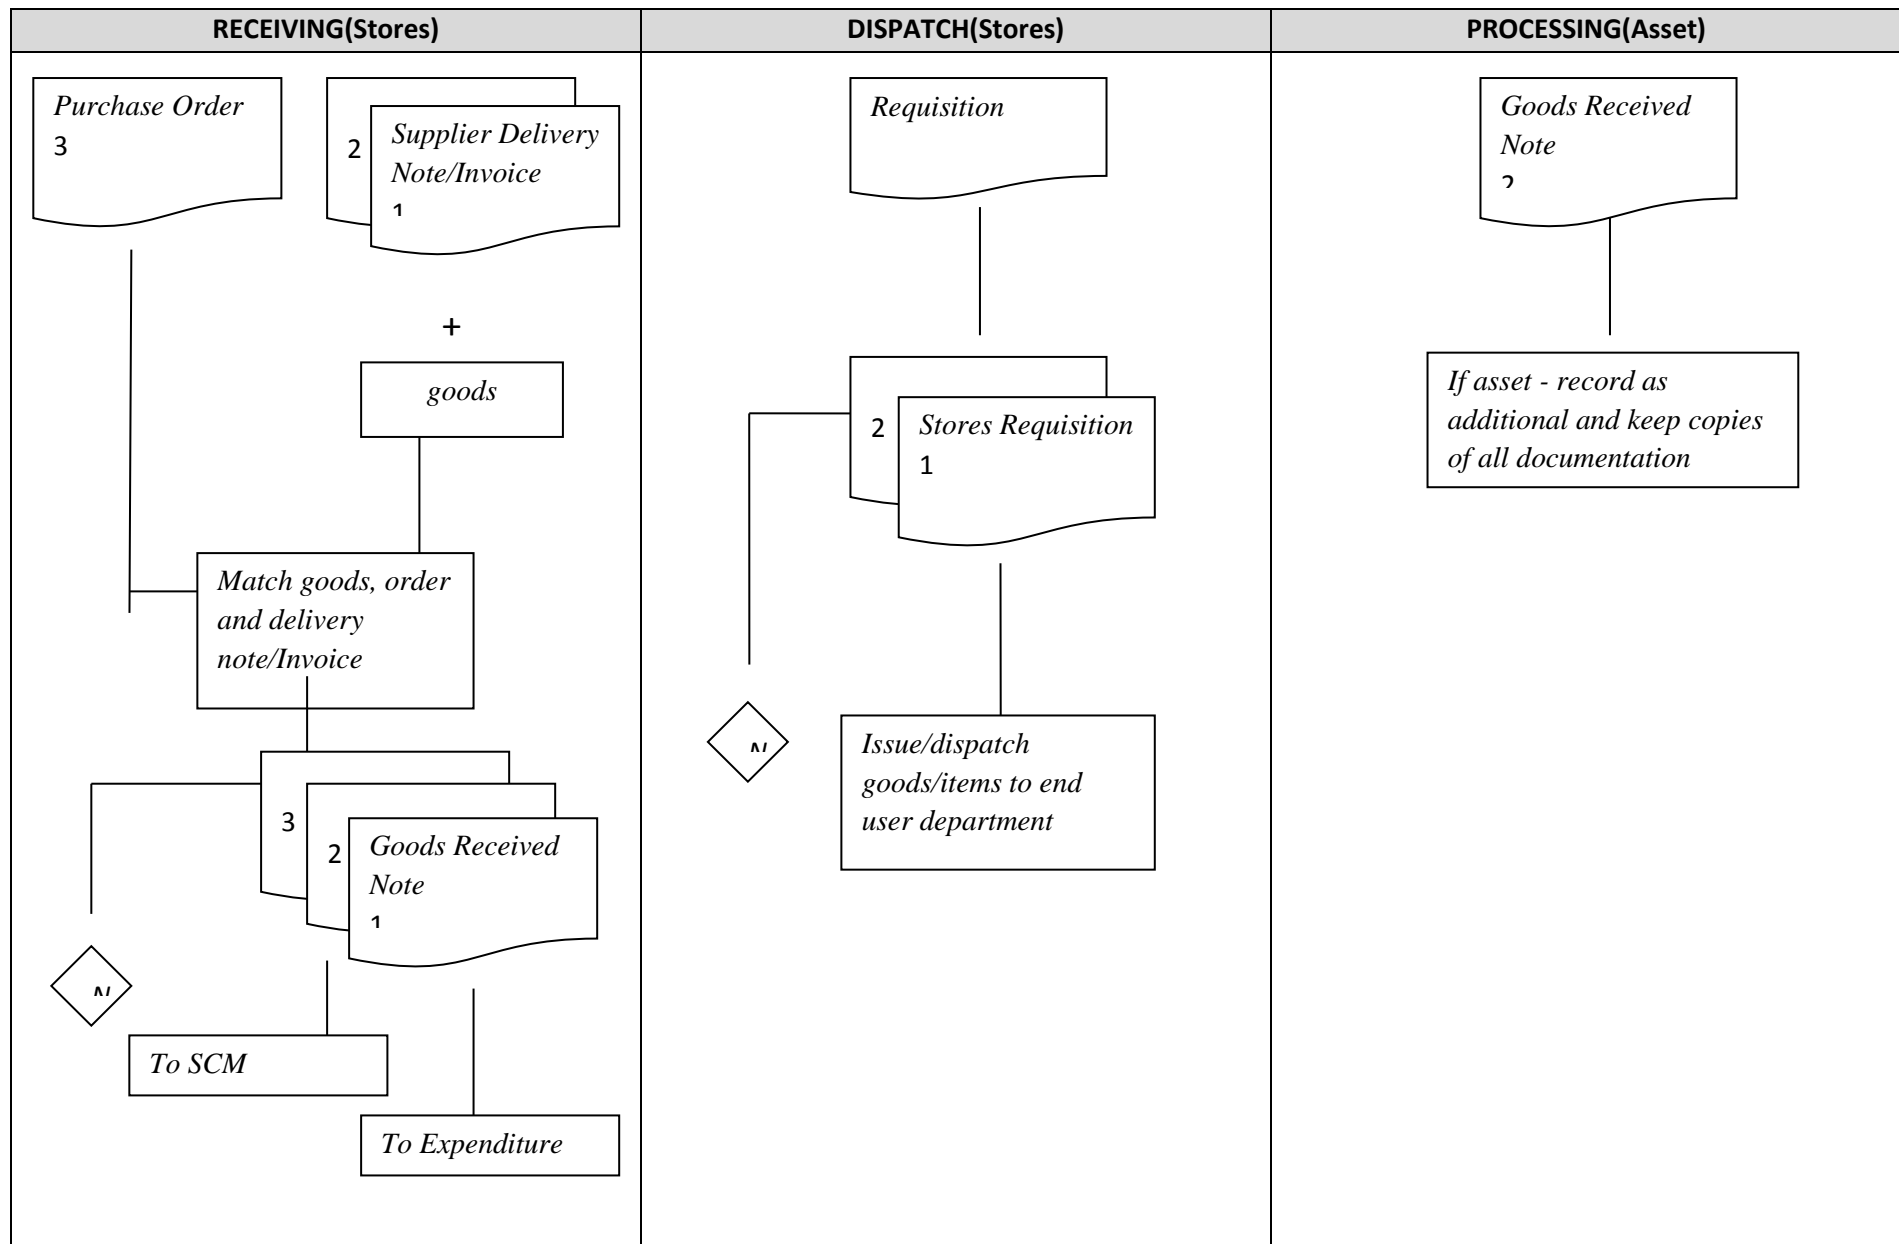 RECEIVING(Stores)
DISPATCH(Stores)
PROCESSING(Asset)
Purchase Order
3
2
Supplier Delivery
Note/Invoice
1
+
goods
Match goods, order
and delivery
note/Invoice
3
2
Goods Received
Note
1
To SCM
To Expenditure
Requisition
2
Stores Requisition
1
Issue/dispatch
goods/items to end
user department
Goods Received
Note
2
If asset - record as
additional and keep copies
of all documentation